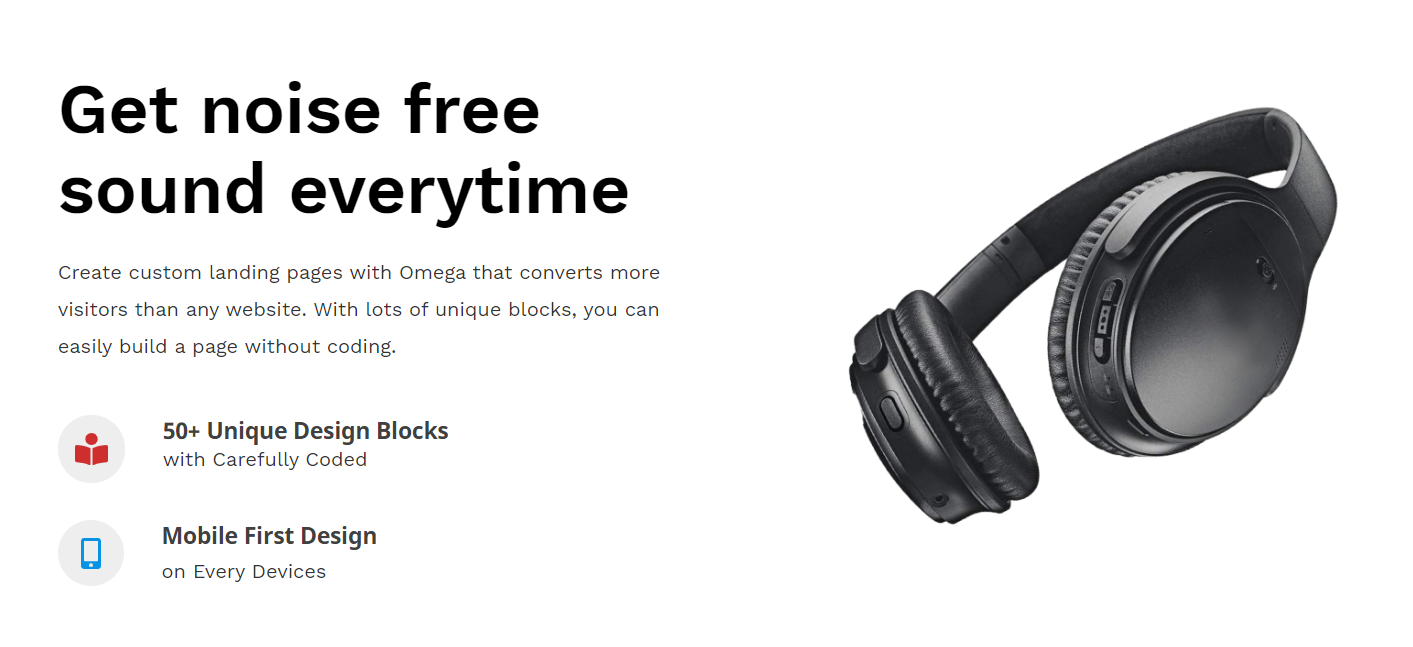 Get noise free
sound everytime
Create custom landing pages with Omega that converts more
visitors than any website. With lots of unique blocks, you can
easily build a page without coding.
50+ Unique Design Blocks
with Carefully Coded
Mobile First Design
on Every Devices